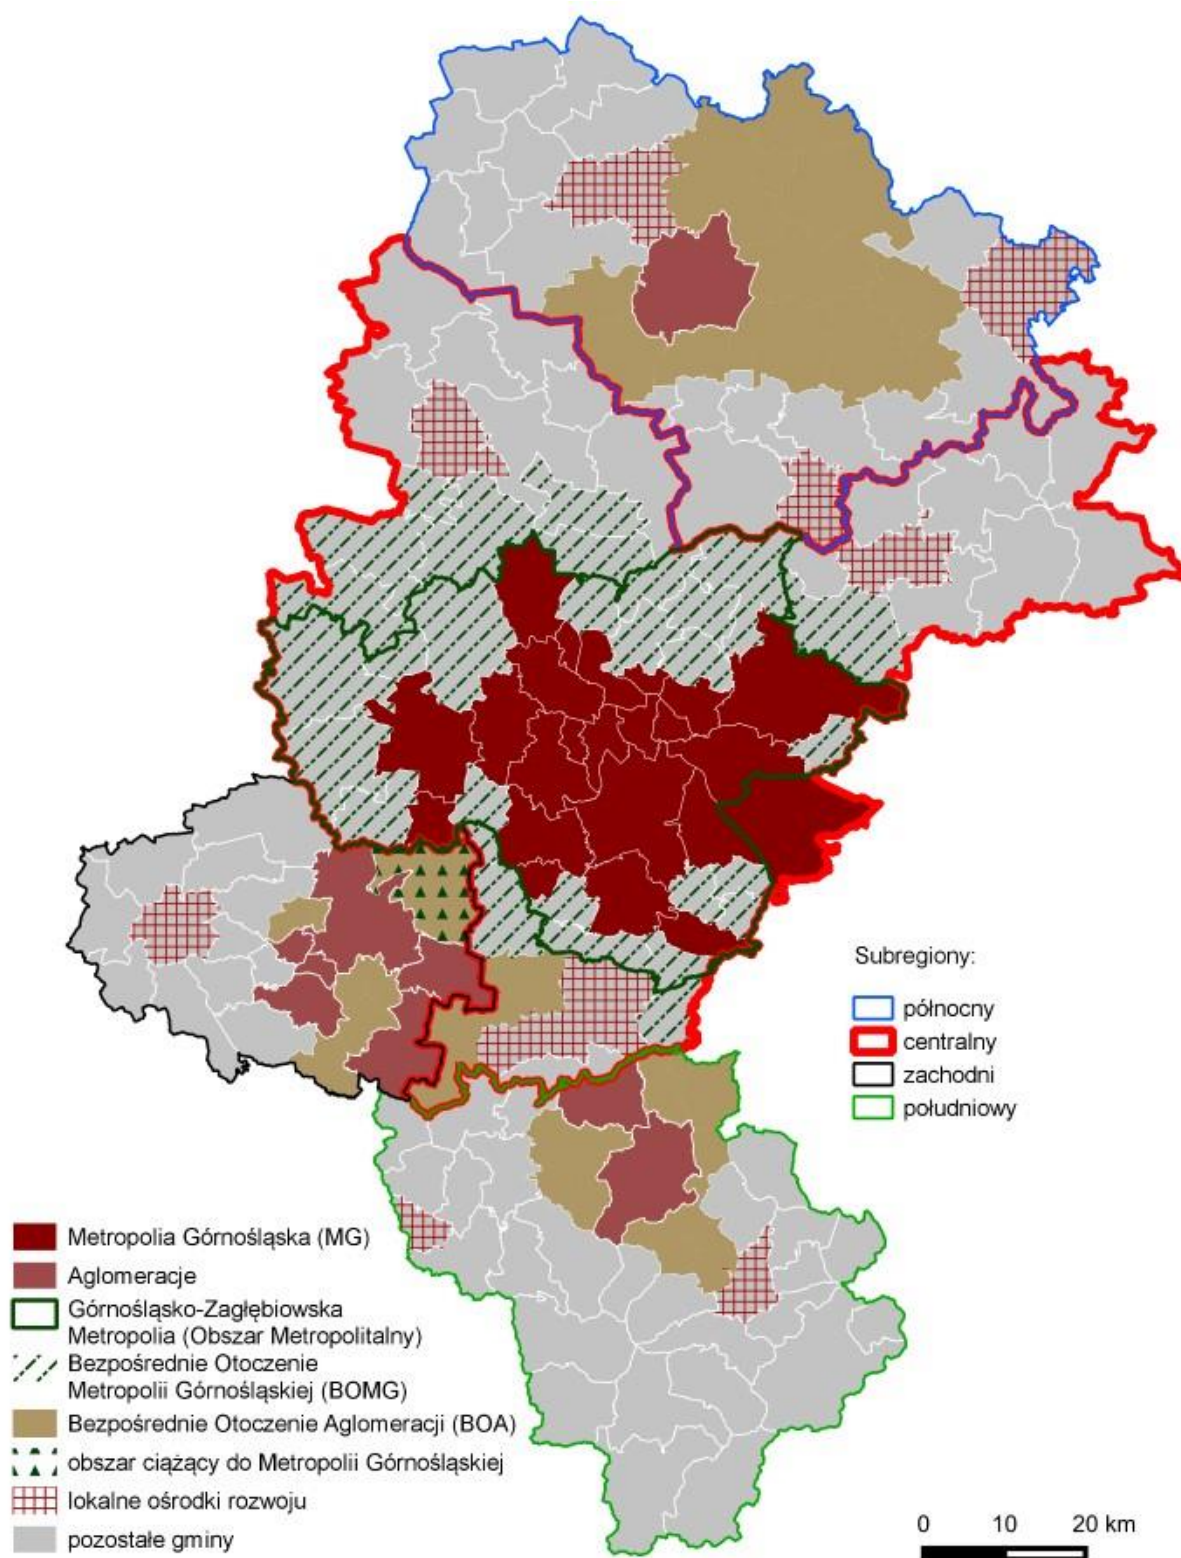 Subregiony:
północny
centralny
zachodni
południowy
Metropolia Górnośląska (MG)
Aglomeracje
Górnośląsko-Zagłębiowska
Metropolia (Obszar Metropolitalny)
Bezpośrednie Otoczenie
Metropolii Górnośląskiej (BOMG)
Bezpośrednie Otoczenie Aglomeracji (BOA)
obszar ciążący do Metropolii Górnośląskiej
lokalne ośrodki rozwoju
pozostałe gminy
0 10 20 km